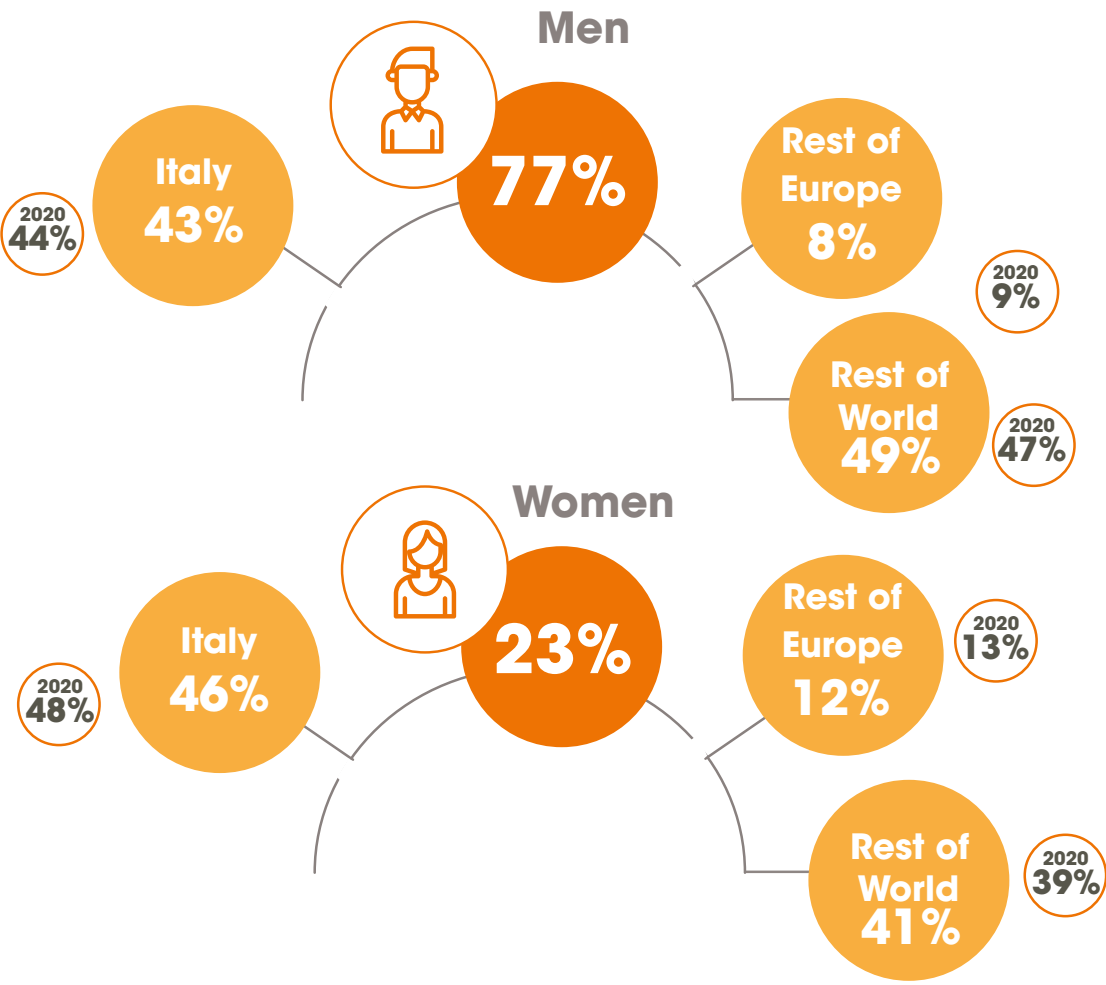 Men
77%
Italy
43%
2020
44%
Rest of
Europe
8%
2020
9%
Rest of
World
49%
2020
47%
Women
23%
Italy
46%
2020
48%
Rest of
Europe
12%
2020
13%
Rest of
World
41%
2020
39%